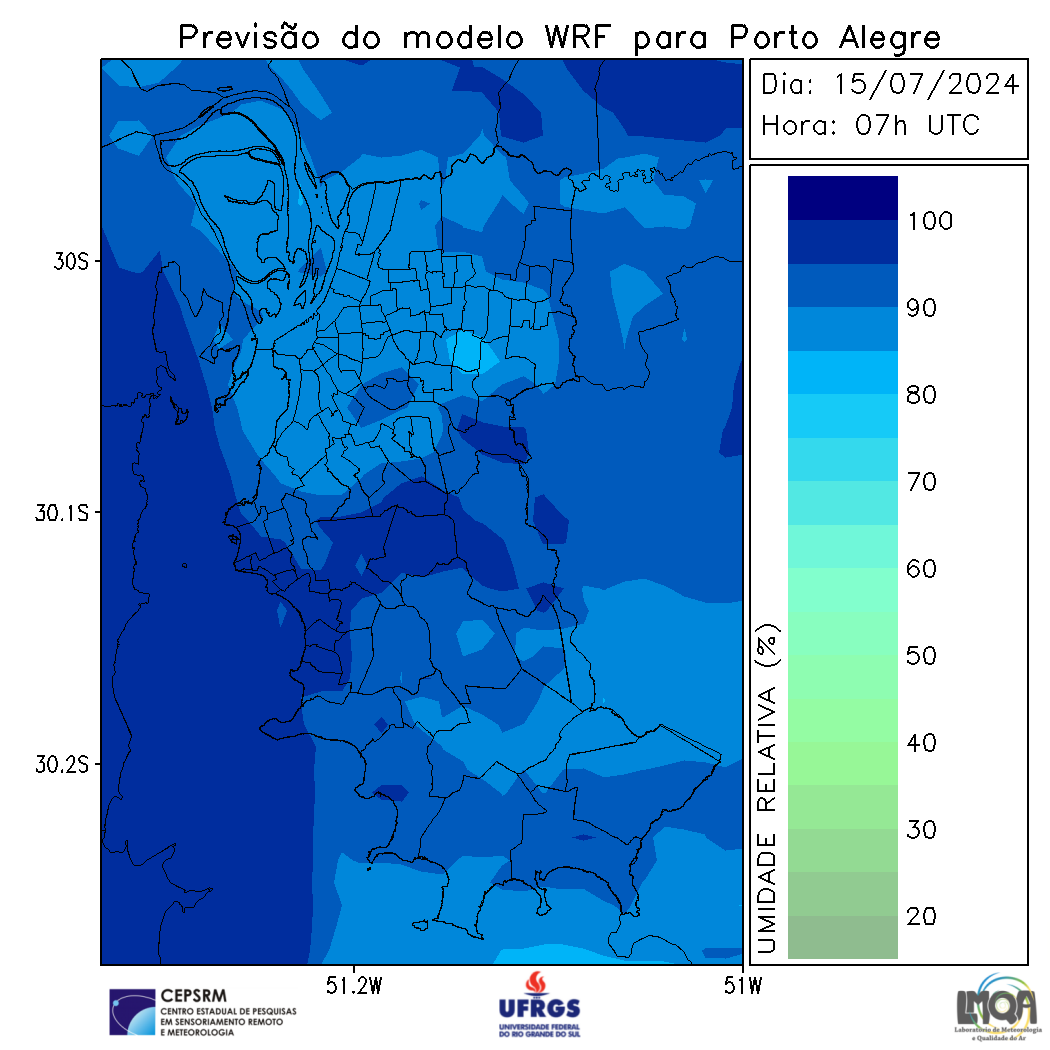 Previsão do modelo WRF para Porto Alegre
Dia: 15/07/2024
Hora: 07h UTC
30S
30.1S
30.2S
51.2W
51W
UMIDADE RELATIVA (%)
100
90
80
70
60
50
40
30
20
CEPSRM
CENTRO ESTADUAL DE PESQUISAS
EM SENSORIAMENTO REMOTO
E METEOROLOGIA
UFRGS
UNIVERSIDADE FEDERAL
DO RIO GRANDE DO SUL
LMQA
Laboratório de Meteorologia
e Qualidade do Ar